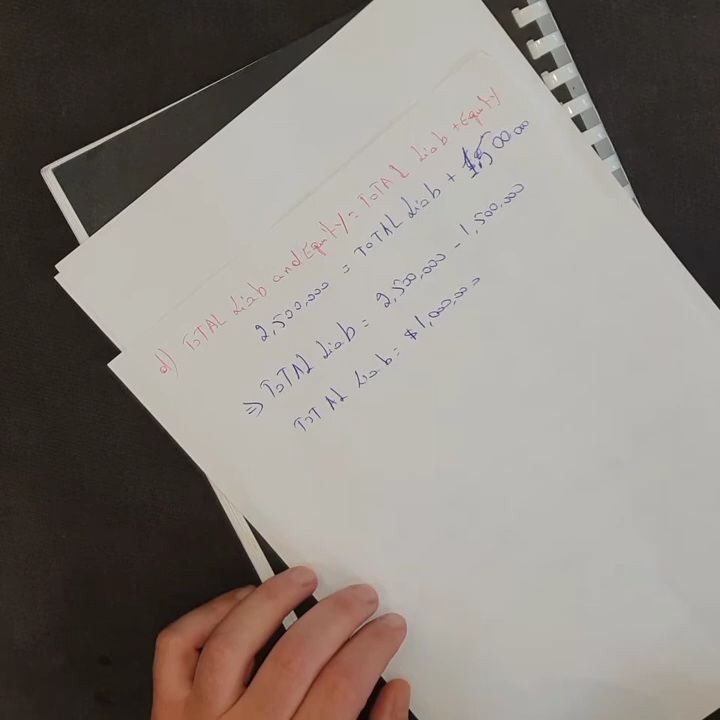 d) TOTAL Liab and Equity = TOTAL Liab + Equity
2,500,000 = TOTAL Liab + 1,500,000
=> TOTAL Liab = 2,500,000 - 1,500,000
TOTAL Liab = $1,000,000